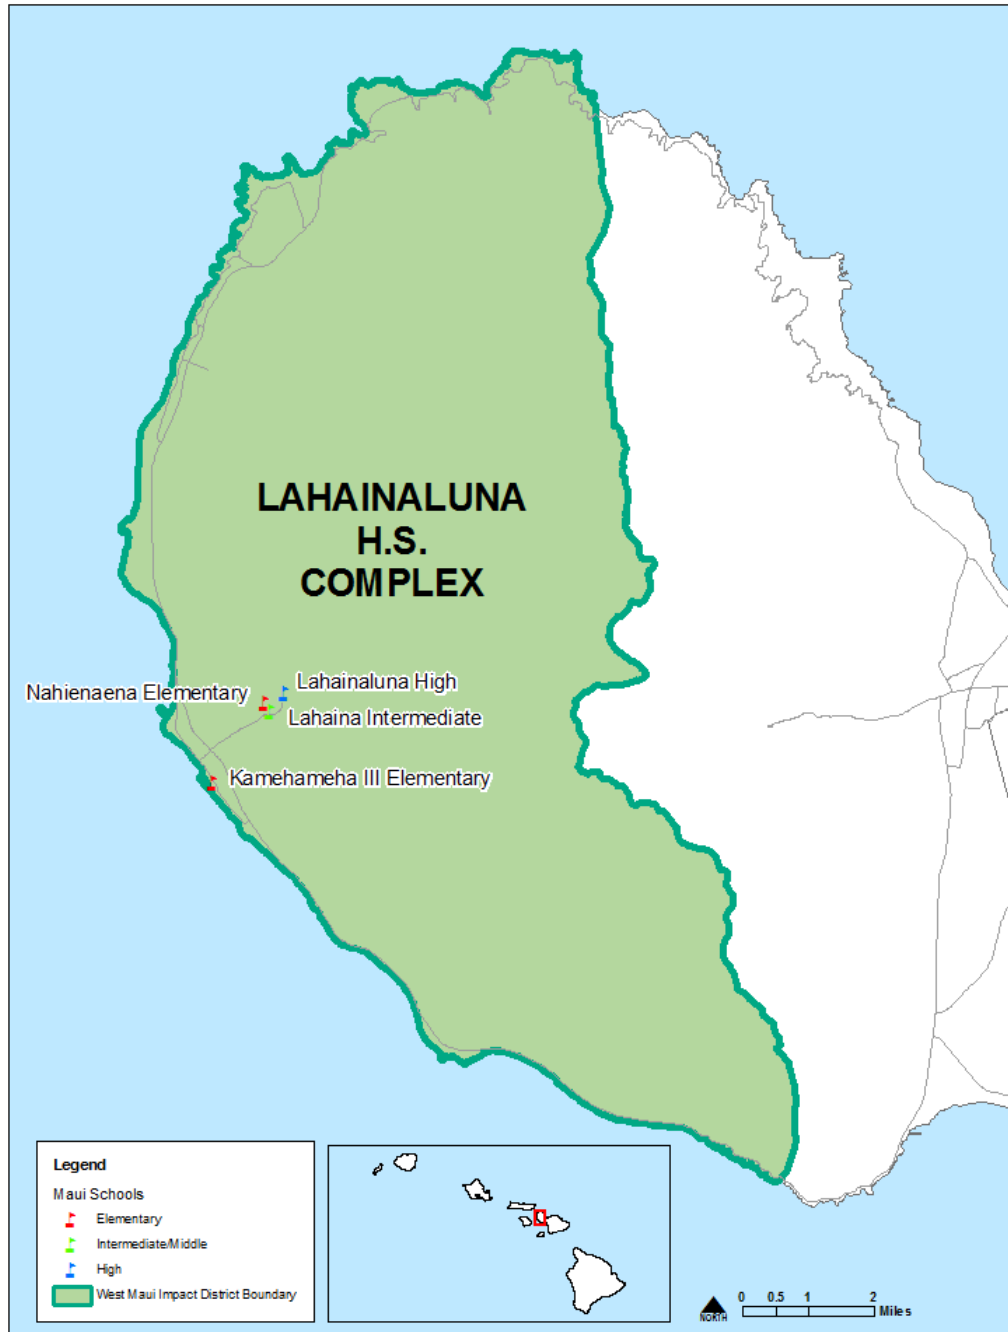 LAHAINALUNA
H.S.
COMPLEX
Lahainaluna High
Nahienaena Elementary
Lahaina Intermediate
Kamehameha III Elementary
Legend
Maui Schools
Elementary
Intermediate/Middle
High
West Maui Impact District Boundary
NORTH
0 0.5 1 2
Miles